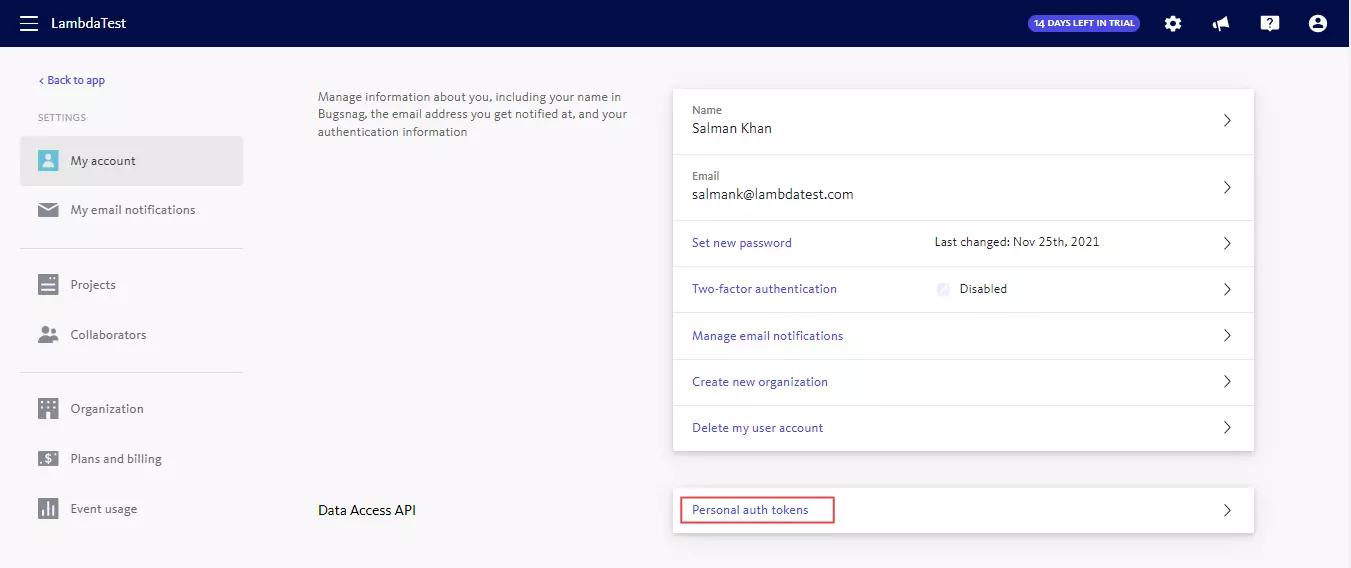 LambdaTest
14 DAYS LEFT IN TRIAL
?
‹ Back to app
SETTINGS
My account
My email notifications
Projects
Collaborators
Organization
$
Plans and billing
Event usage
Manage information about you, including your name in
Bugsnag, the email address you get notified at, and your
authentication information
Name
Salman Khan
Email
salmank@lambdatest.com
Set new password
Last changed: Nov 25th, 2021
Two-factor authentication
Disabled
Manage email notifications
Create new organization
Delete my user account
Data Access API
Personal auth tokens